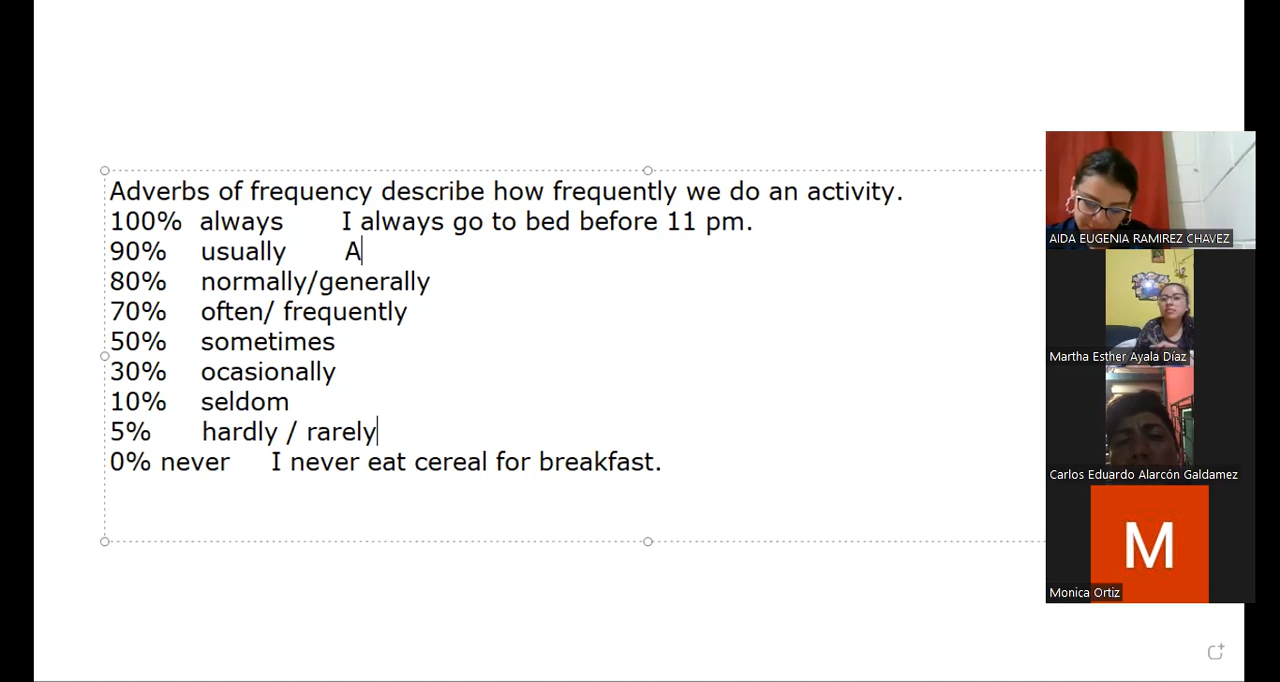 Adverbs of frequency describe how frequently we do an activity.
100% always I always go to bed before 11 pm.
90% usually A
80% normally/generally
70% often/ frequently
50% sometimes
30% ocasionally
10% seldom
5% hardly / rarely
0% never I never eat cereal for breakfast.
AIDA EUGENIA RAMIREZ CHAVEZ
Martha Esther Ayala Díaz
Carlos Eduardo Alarcón Galdamez
M
Monica Ortiz